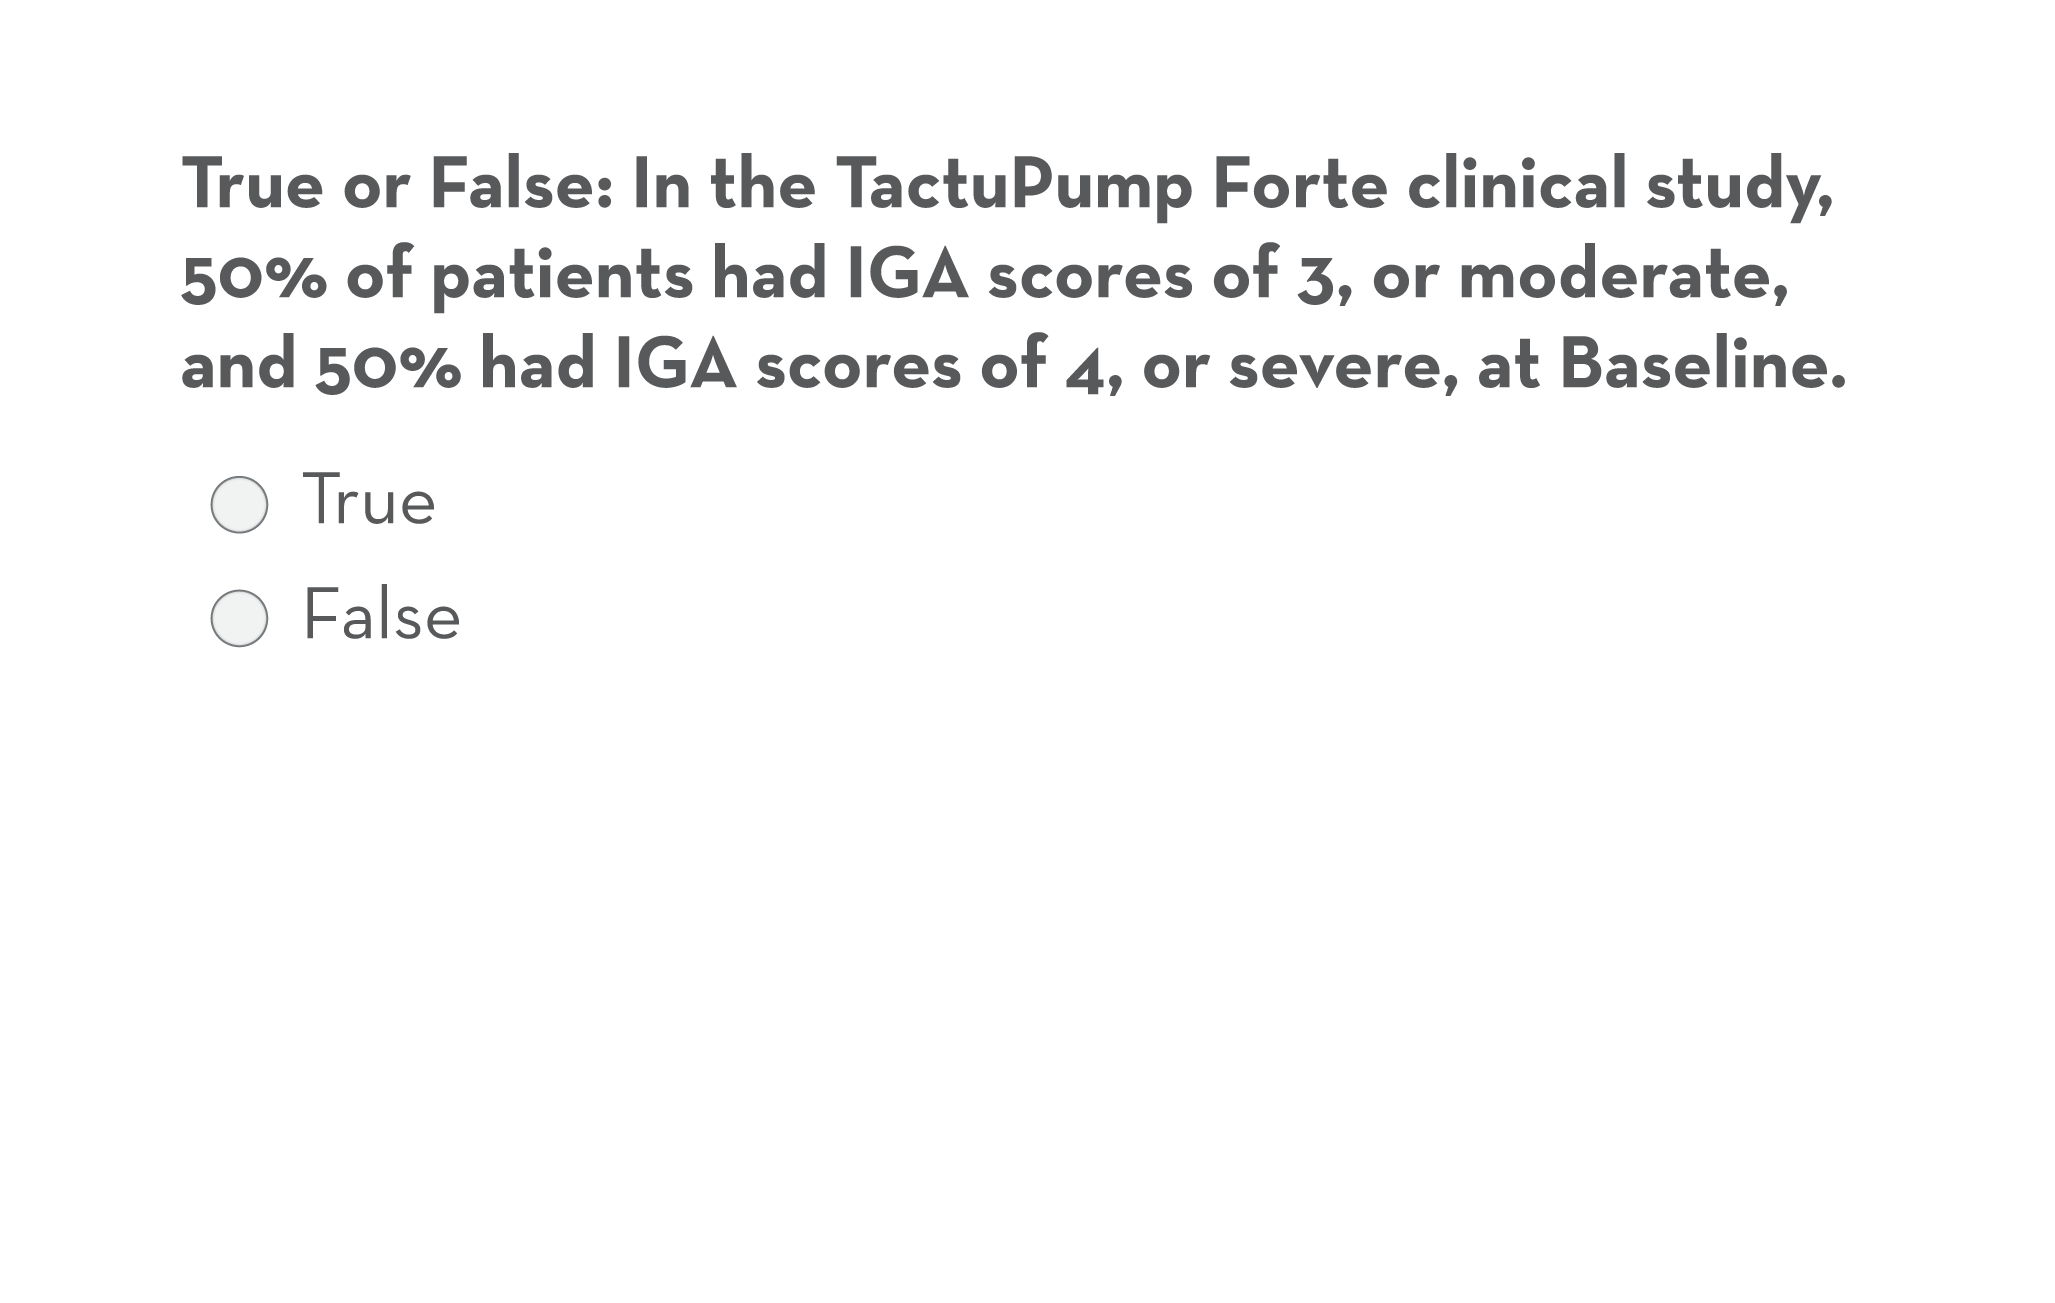 True or False: In the TactuPump Forte clinical study,
50% of patients had IGA scores of 3, or moderate,
and 50% had IGA scores of 4, or severe, at Baseline.
True
False